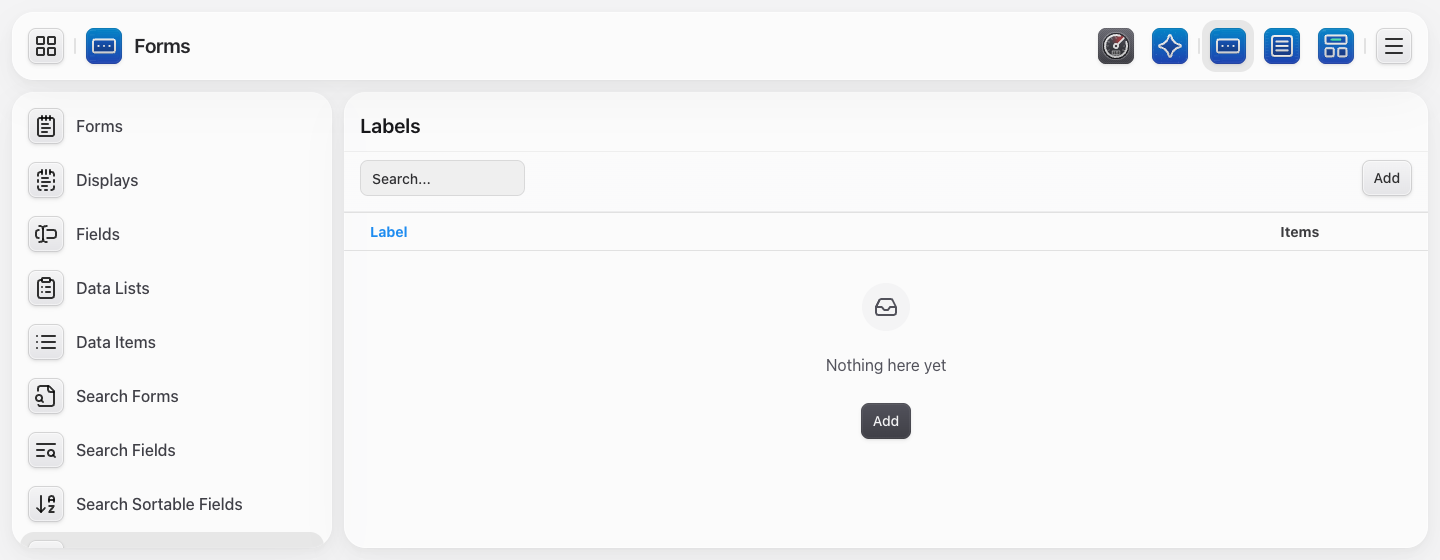 Forms
Forms
Displays
Fields
Data Lists
Data Items
Search Forms
Search Fields
Search Sortable Fields
Labels
Search...
Add
Label
Items
Nothing here yet
Add